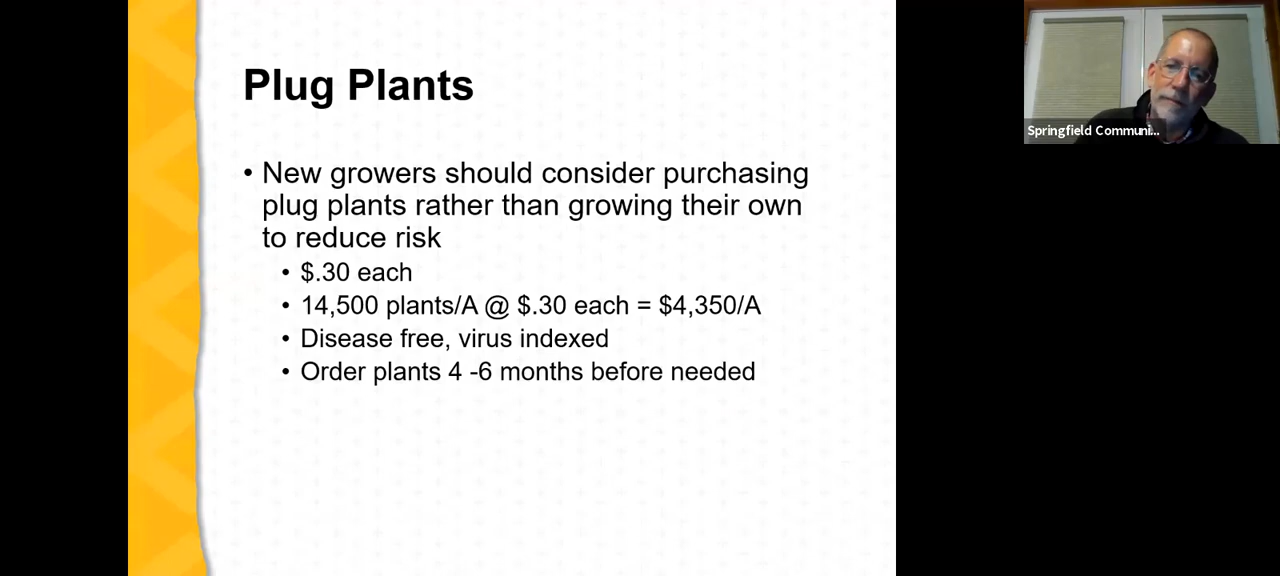 Plug Plants
• New growers should consider purchasing
plug plants rather than growing their own
to reduce risk
• $.30 each
• 14,500 plants/A @ $.30 each = $4,350/A
• Disease free, virus indexed
• Order plants 4 -6 months before needed
Springfield Communi...